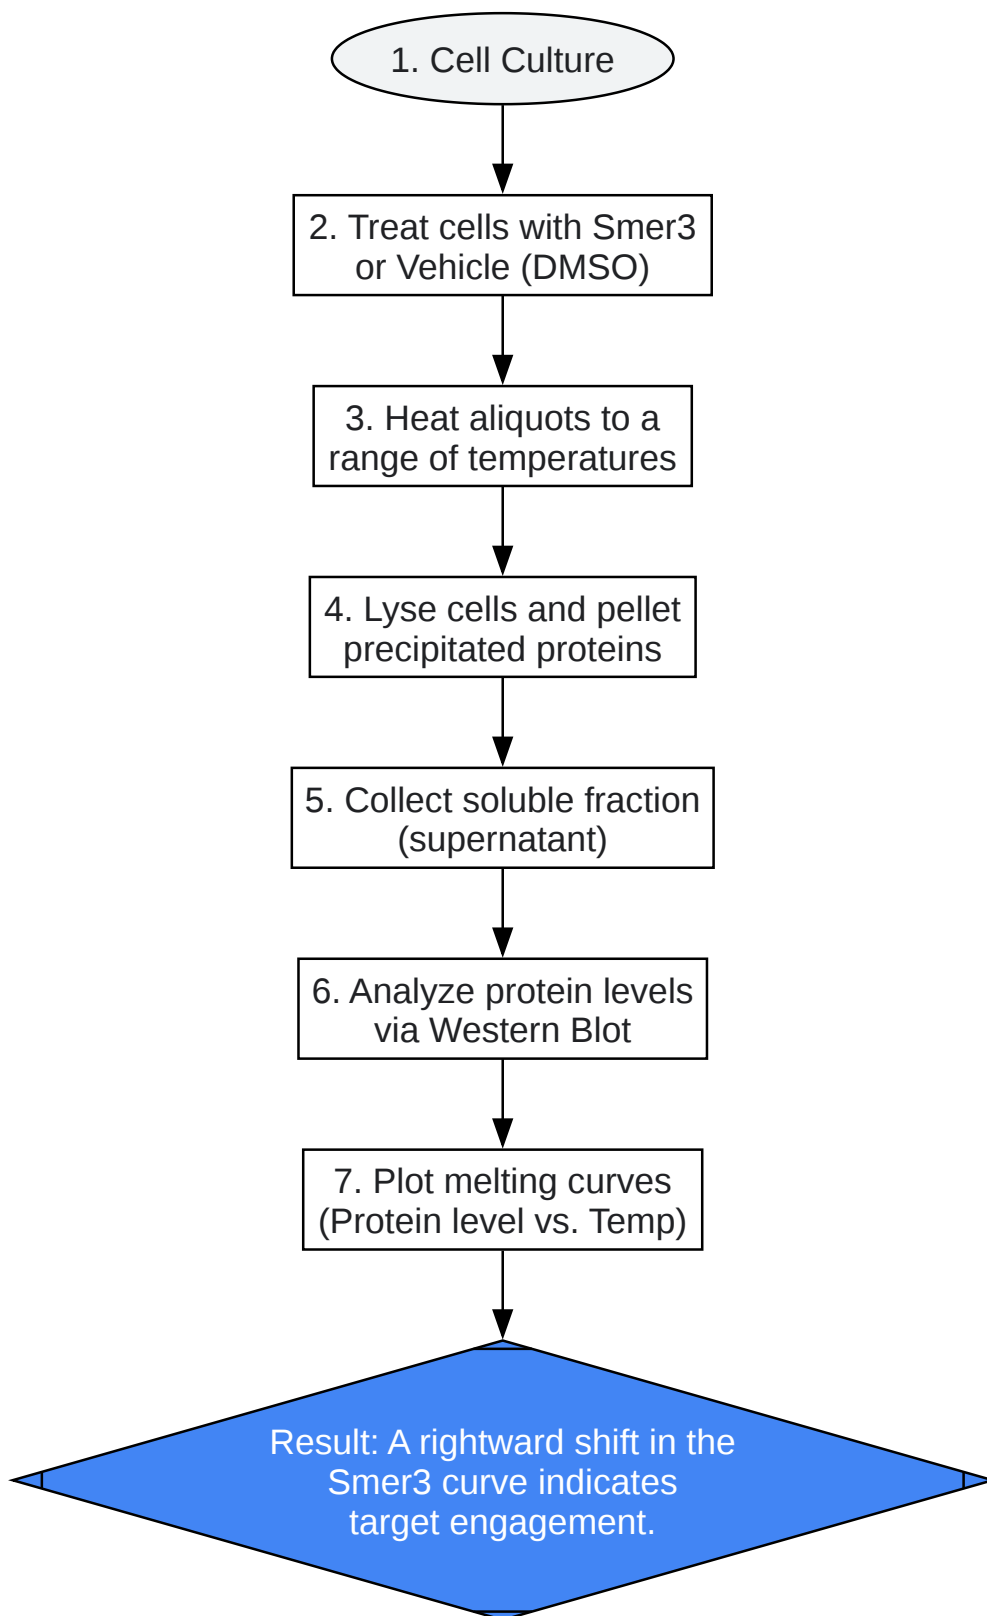 1. Cell Culture
2. Treat cells with Smer3
or Vehicle (DMSO)
3. Heat aliquots to a
range of temperatures
4. Lyse cells and pellet
precipitated proteins
5. Collect soluble fraction
(supernatant)
6. Analyze protein levels
via Western Blot
7. Plot melting curves
(Protein level vs. Temp)
Result: A rightward shift in the
Smer3 curve indicates
target engagement.